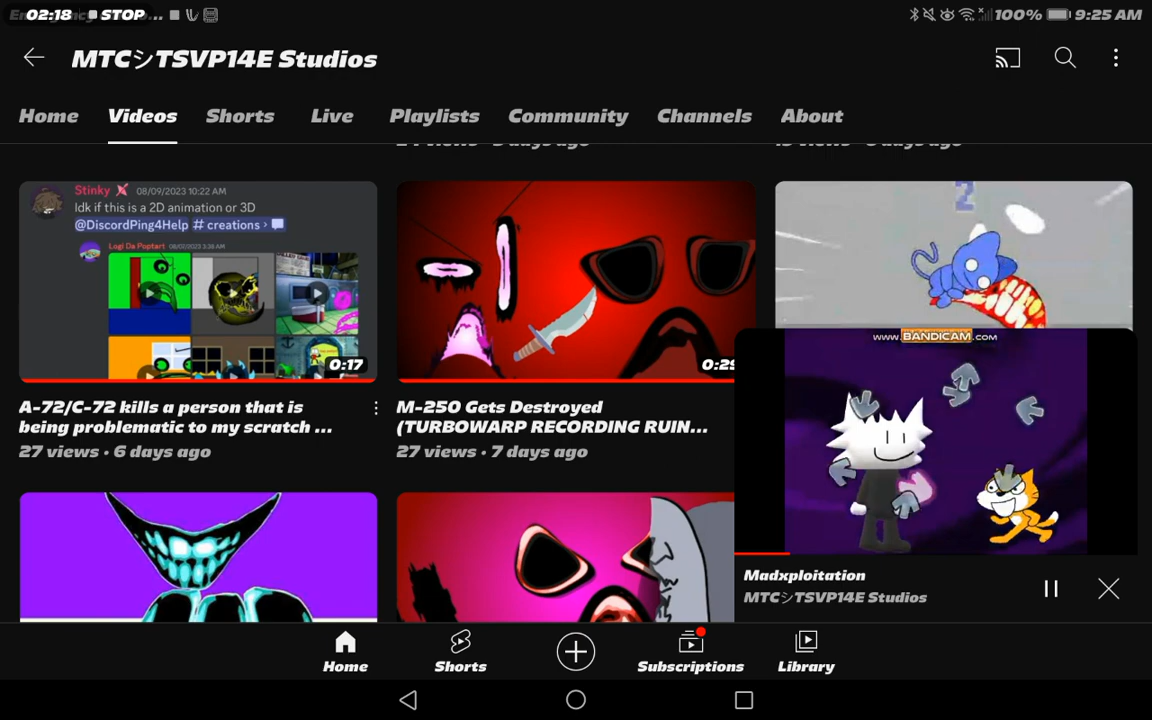 02:18 STOP ... 100% 9:25 AM
MTCシTSVP14E Studios
Home Videos Shorts Live Playlists Community Channels About
Stinky 08/09/2023 10:22 AM
Idk if this is a 2D animation or 3D
@DiscordPing4Help # creations ›
Logi Da Poptart
0:17
0:29
2
A-72/C-72 kills a person that is
being problematic to my scratch ...
27 views • 6 days ago
M-250 Gets Destroyed
(TURBOWARP RECORDING RUIN...
27 views • 7 days ago
WWW.BANDICAM.COM
Madxploitation
MTCシTSVP14E Studios
Home Shorts Subscriptions Library